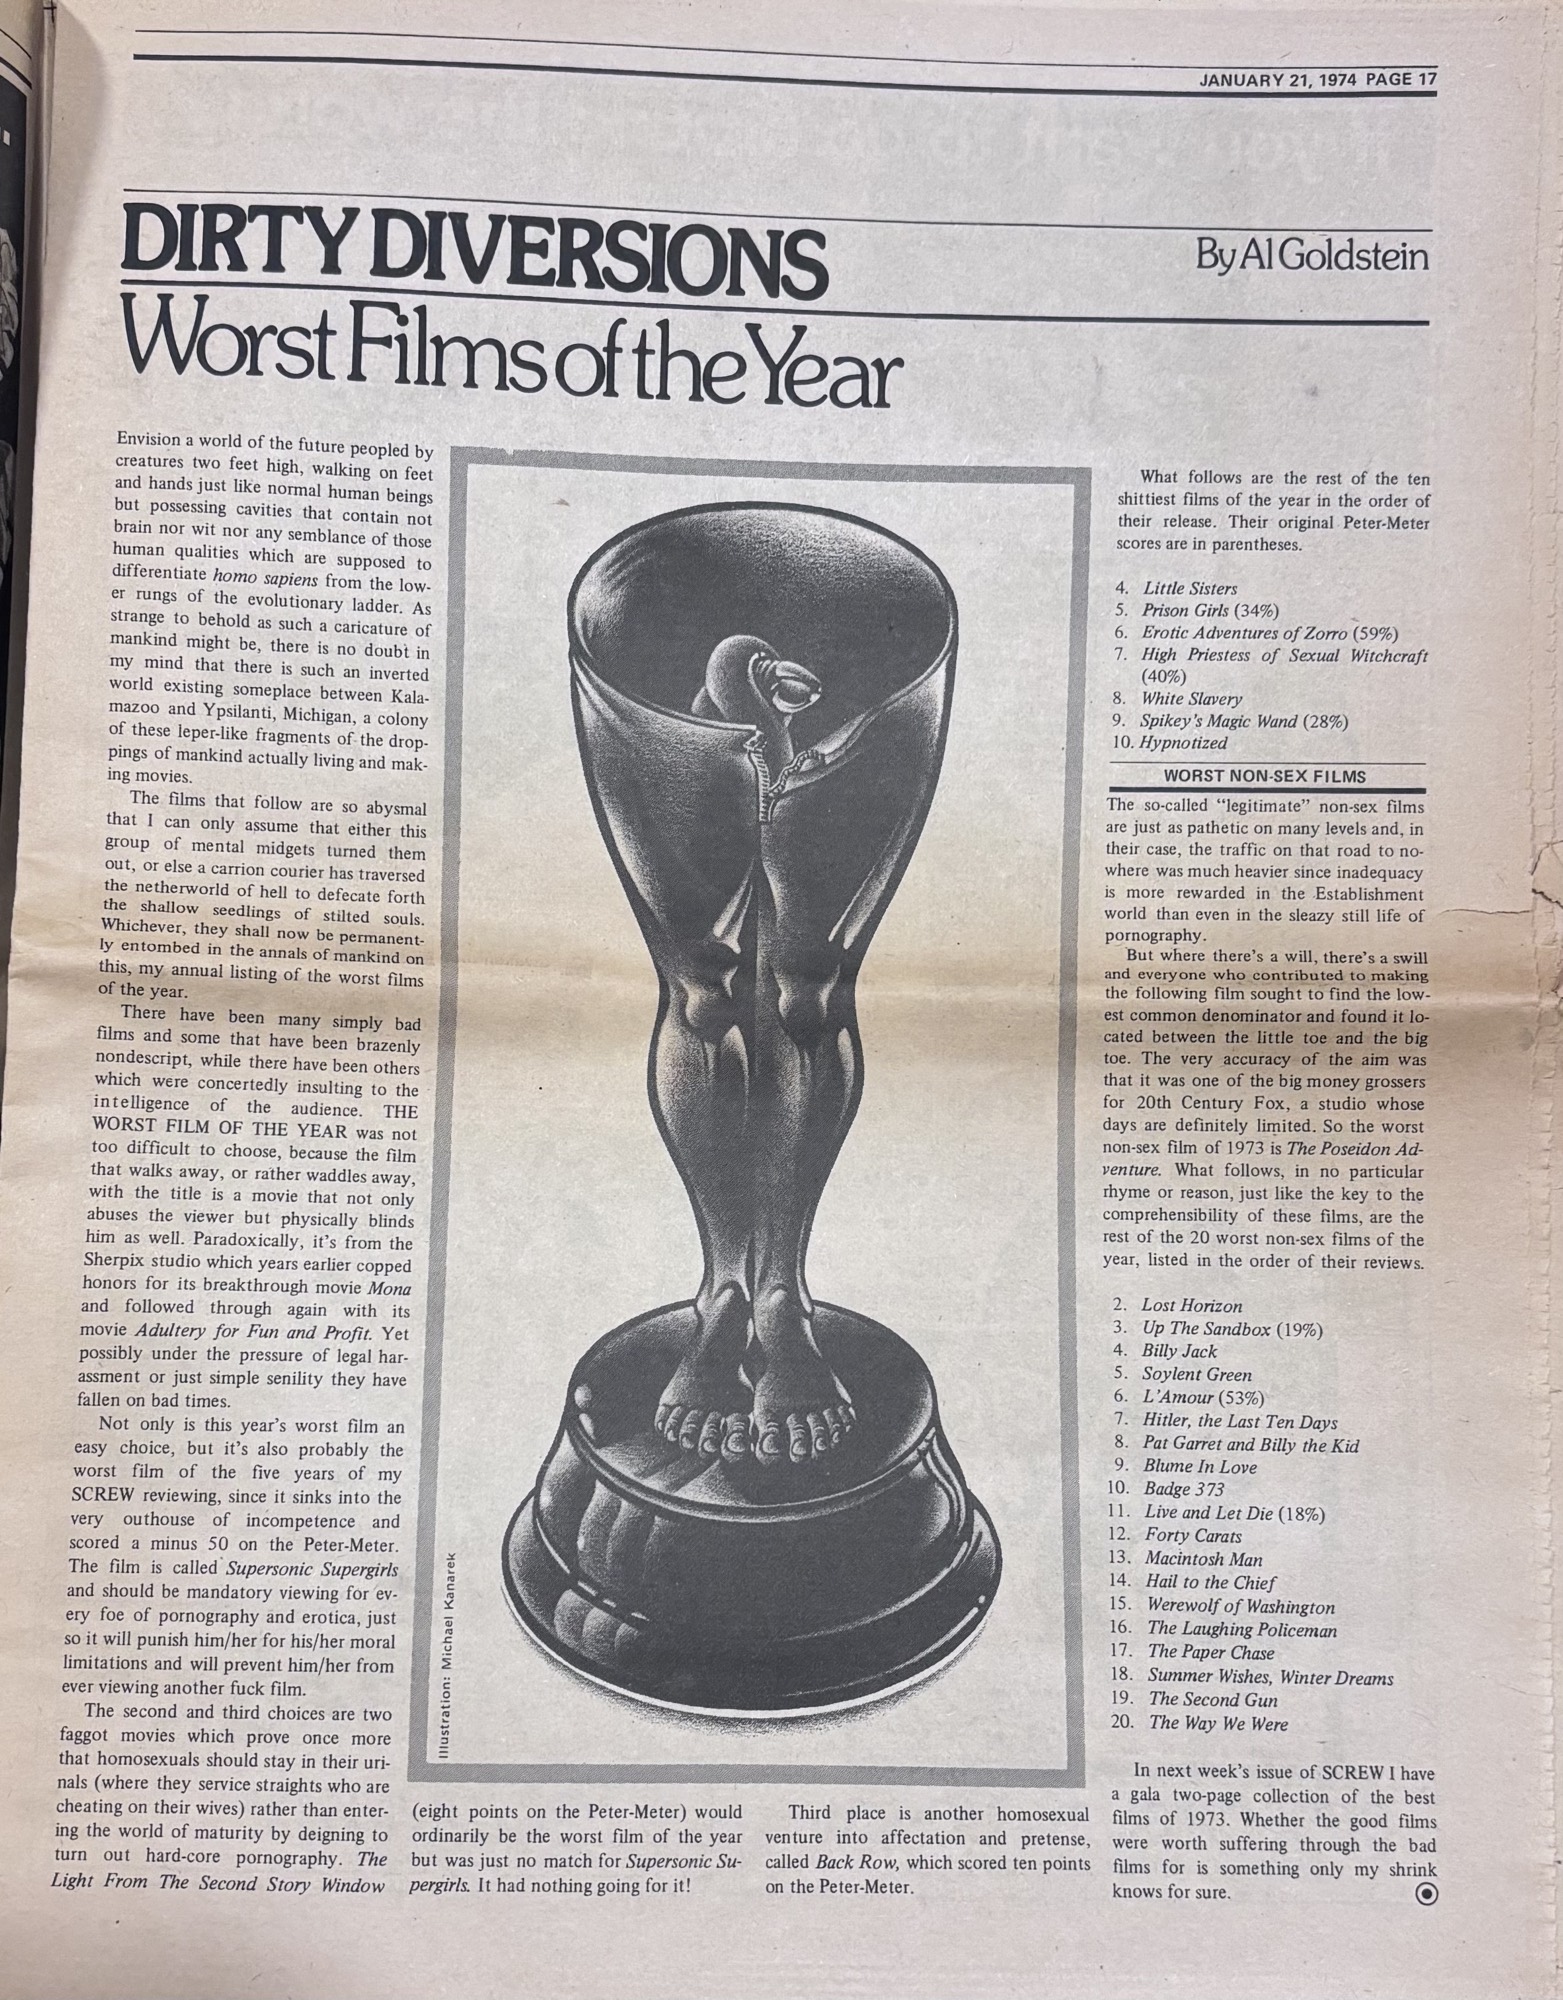 JANUARY 21, 1974 PAGE 17
DIRTY DIVERSIONS
By Al Goldstein
Worst Films of the Year
Envision a world of the future peopled by
creatures two feet high, walking on feet
and hands just like normal human beings
but possessing cavities that contain not
brain nor wit nor any semblance of those
human qualities which are supposed to
differentiate homo sapiens from the low-
er rungs of the evolutionary ladder. As
strange to behold as such a caricature of
mankind might be, there is no doubt in
my mind that there is such an inverted
world existing someplace between Kala-
mazoo and Ypsilanti, Michigan, a colony
of these leper-like fragments of the drop-
pings of mankind actually living and mak-
ing movies.
The films that follow are so abysmal
that I can only assume that either this
group of mental midgets turned them
out, or else a carrion courier has traversed
the netherworld of hell to defecate forth
the shallow seedlings of stilted souls.
Whichever, they shall now be permanent-
ly entombed in the annals of mankind on
this, my annual listing of the worst films
of the year.
There have been many simply bad
films and some that have been brazenly
nondescript, while there have been others
which were concertedly insulting to the
intelligence of the audience. THE
WORST FILM OF THE YEAR was not
too difficult to choose, because the film
that walks away, or rather waddles away,
with the title is a movie that not only
abuses the viewer but physically blinds
him as well. Paradoxically, it's from the
Sherpix studio which years earlier copped
honors for its breakthrough movie Mona
and followed through again with its
movie Adultery for Fun and Profit. Yet
possibly under the pressure of legal har-
assment or just simple senility they have
fallen on bad times.
Not only is this year's worst film an
easy choice, but it's also probably the
worst film of the five years of my
SCREW reviewing, since it sinks into the
very outhouse of incompetence and
scored a minus 50 on the Peter-Meter.
The film is called Supersonic Supergirls
and should be mandatory viewing for ev-
ery foe of pornography and erotica, just
so it will punish him/her for his/her moral
limitations and will prevent him/her from
ever viewing another fuck film.
The second and third choices are two
faggot movies which prove once more
that homosexuals should stay in their uri-
nals (where they service straights who are
cheating on their wives) rather than enter-
ing the world of maturity by deigning to
turn out hard-core pornography. The
Light From The Second Story Window
Illustration: Michael Kanarek
(eight points on the Peter-Meter) would
ordinarily be the worst film of the year
but was just no match for Supersonic Su-
pergirls. It had nothing going for it!
Third place is another homosexual
venture into affectation and pretense,
called Back Row, which scored ten points
on the Peter-Meter.
What follows are the rest of the ten
shittiest films of the year in the order of
their release. Their original Peter-Meter
scores are in parentheses.
4. Little Sisters
5. Prison Girls (34%)
6. Erotic Adventures of Zorro (59%)
7. High Priestess of Sexual Witchcraft
(40%)
8. White Slavery
9. Spikey's Magic Wand (28%)
10. Hypnotized
WORST NON-SEX FILMS
The so-called "legitimate" non-sex films
are just as pathetic on many levels and, in
their case, the traffic on that road to no-
where was much heavier since inadequacy
is more rewarded in the Establishment
world than even in the sleazy still life of
pornography.
But where there's a will, there's a swill
and everyone who contributed to making
the following film sought to find the low-
est common denominator and found it lo-
cated between the little toe and the big
toe. The very accuracy of the aim was
that it was one of the big money grossers
for 20th Century Fox, a studio whose
days are definitely limited. So the worst
non-sex film of 1973 is The Poseidon Ad-
venture. What follows, in no particular
rhyme or reason, just like the key to the
comprehensibility of these films, are the
rest of the 20 worst non-sex films of the
year, listed in the order of their reviews.
2. Lost Horizon
3. Up The Sandbox (19%)
4. Billy Jack
5. Soylent Green
6. L'Amour (53%)
7. Hitler, the Last Ten Days
8. Pat Garret and Billy the Kid
9. Blume In Love
10. Badge 373
11. Live and Let Die (18%)
12. Forty Carats
13. Macintosh Man
14. Hail to the Chief
15. Werewolf of Washington
16. The Laughing Policeman
17. The Paper Chase
18. Summer Wishes, Winter Dreams
19. The Second Gun
20. The Way We Were
In next week's issue of SCREW I have
a gala two-page collection of the best
films of 1973. Whether the good films
were worth suffering through the bad
films for is something only my shrink
knows for sure.